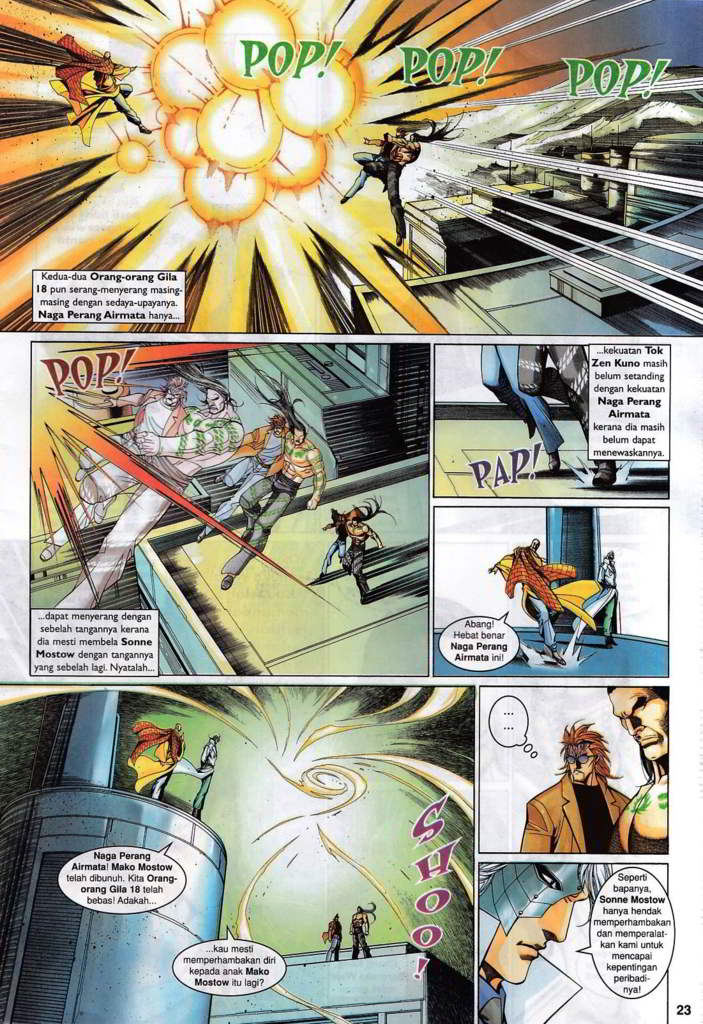 POP!
POP!
POP!
Kedua-dua Orang-orang Gila
18 pun serang-menyerang masing-
masing dengan sedaya-upayanya.
Naga Perang Airmata hanya...
POP!
...dapat menyerang dengan
sebelah tangannya kerana
dia mesti membela Sonne
Mostow dengan tangannya
yang sebelah lagi. Nyatalah...
...kekuatan Tok
Zen Kuno masih
belum setanding
dengan kekuatan
Naga Perang
Airmata
kerana dia masih
belum dapat
menewaskannya.
PAP!
Abang!
Hebat benar
Naga Perang
Airmata ini!
Naga Perang
Airmata! Mako Mostow
telah dibunuh. Kita Orang-
orang Gila 18 telah
bebas! Adakah...
...kau mesti
memperhambakan diri
kepada anak Mako
Mostow itu lagi?
SHOO!
...
...
Seperti
bapanya,
Sonne Mostow
hanya hendak
memperhambakan
dan memperalat-
kan kami untuk
mencapai
kepentingan
peribadi-
nya!
23